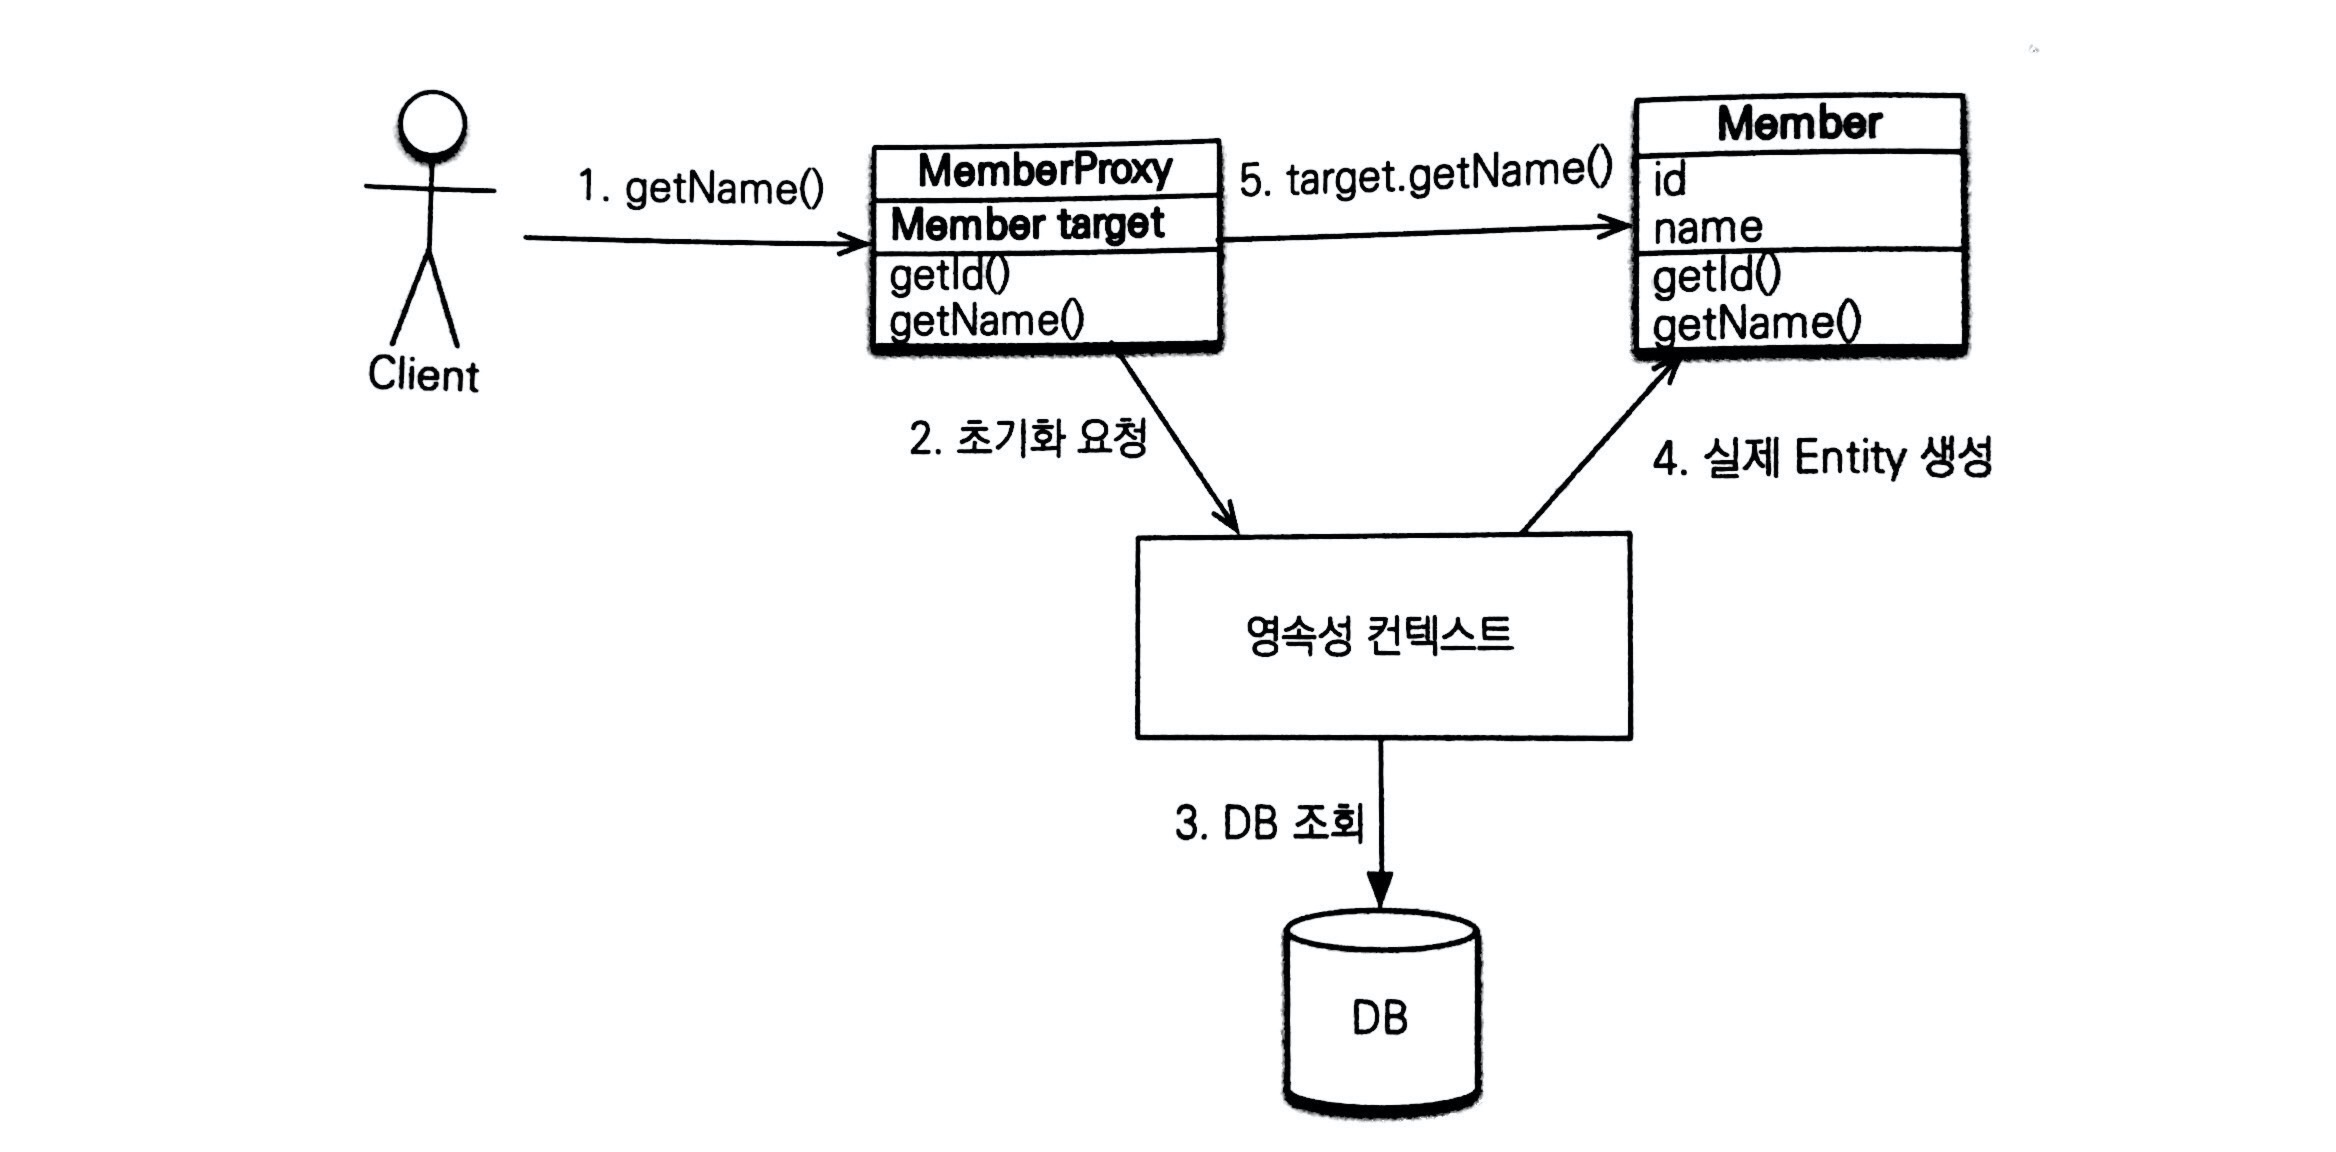 Client
1. getName()
MemberProxy
Member target
getId()
getName()
5. target.getName()
Member
id
name
getId()
getName()
2. 초기화 요청
4. 실제 Entity 생성
영속성 컨텍스트
3. DB 조회
DB